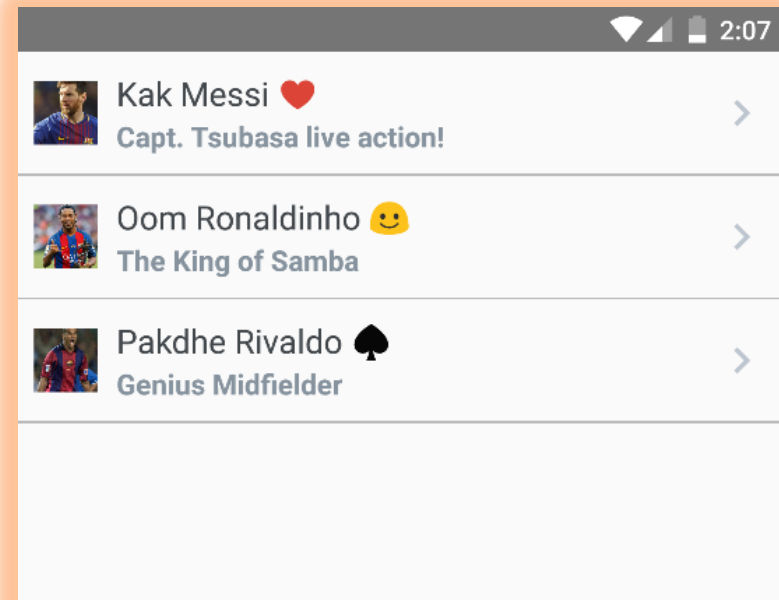 2:07
Kak Messi ❤️
Capt. Tsubasa live action!
Oom Ronaldinho 🙂
The King of Samba
Pakdhe Rivaldo ♠️
Genius Midfielder